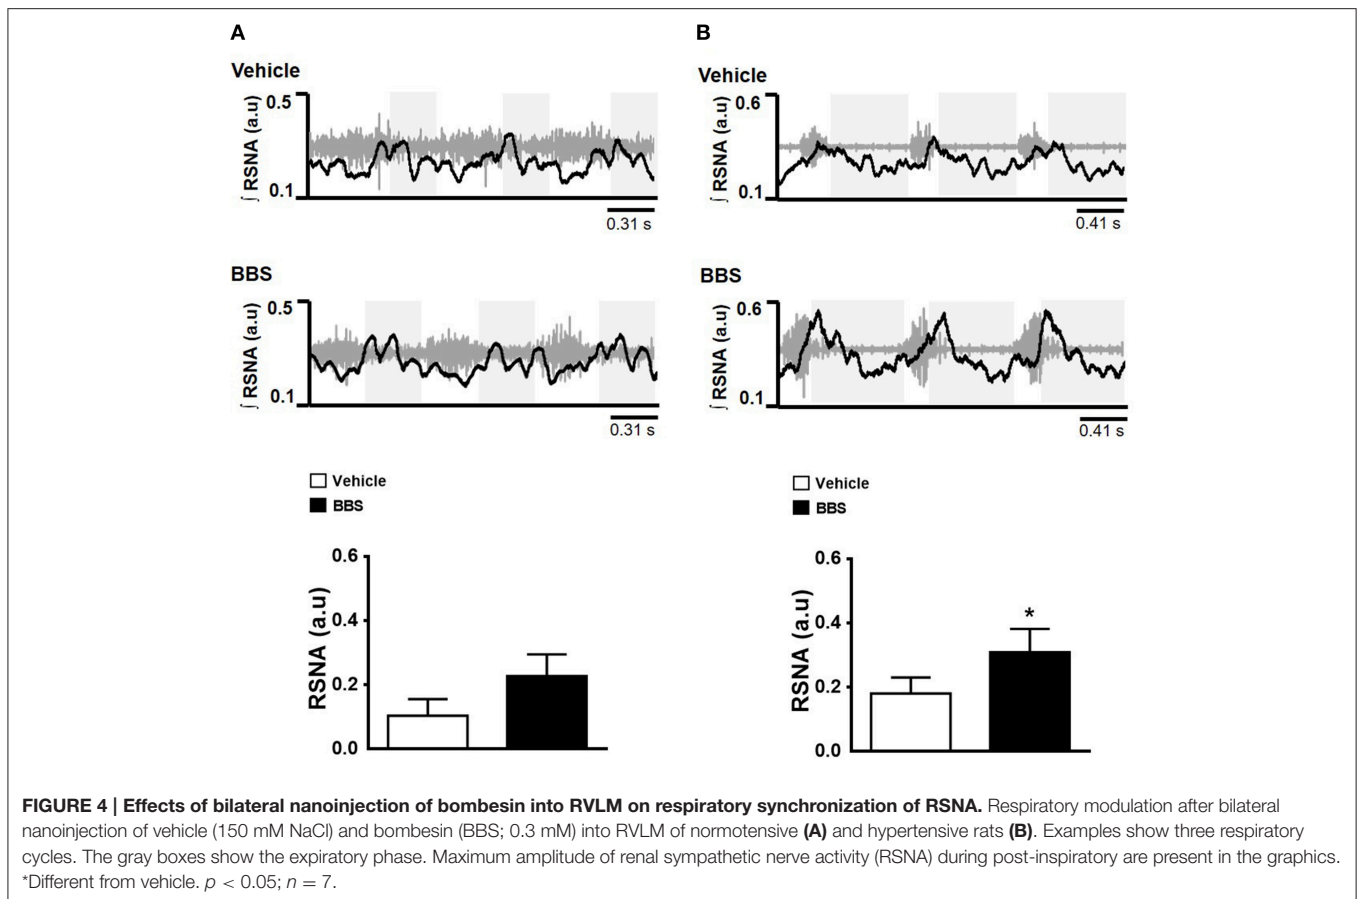 A
Vehicle
0.5
∫ RSNA (a.u)
0.1
0.31 s
BBS
0.5
∫ RSNA (a.u)
0.1
0.31 s
Vehicle
BBS
0.6
0.4
0.2
0.0
RSNA (a.u)
B
Vehicle
0.6
∫ RSNA (a.u)
0.1
0.41 s
BBS
0.6
∫ RSNA (a.u)
0.1
0.41 s
Vehicle
BBS
0.6
0.4
0.2
0.0
RSNA (a.u)
*
FIGURE 4 | Effects of bilateral nanoinjection of bombesin into RVLM on respiratory synchronization of RSNA. Respiratory modulation after bilateral
nanoinjection of vehicle (150 mM NaCl) and bombesin (BBS; 0.3 mM) into RVLM of normotensive (A) and hypertensive rats (B). Examples show three respiratory
cycles. The gray boxes show the expiratory phase. Maximum amplitude of renal sympathetic nerve activity (RSNA) during post-inspiratory are present in the graphics.
*Different from vehicle. p < 0.05; n = 7.